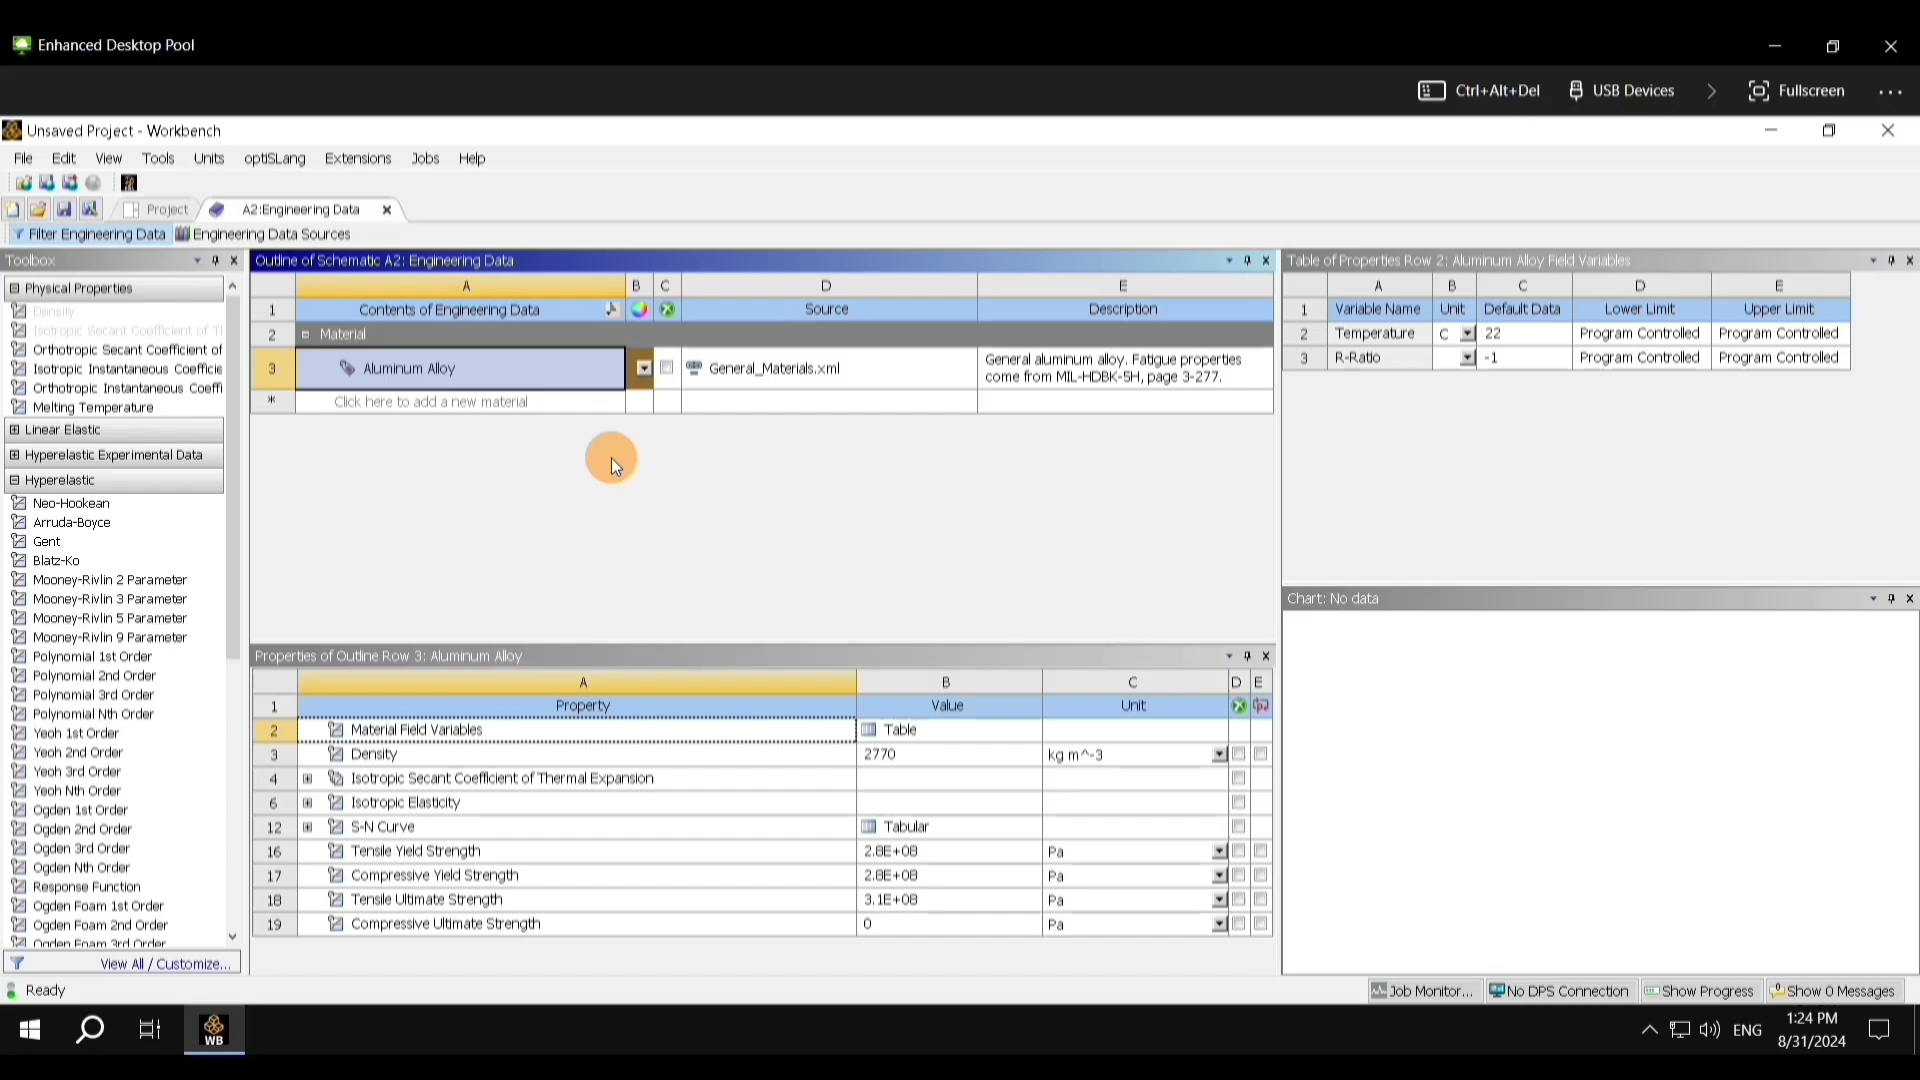 Enhanced Desktop Pool
Ctrl+Alt+Del USB Devices Fullscreen
Unsaved Project - Workbench
File Edit View Tools Units optiSLang Extensions Jobs Help
Project A2:Engineering Data
Filter Engineering Data Engineering Data Sources
Toolbox
Physical Properties
Density
Isotropic Secant Coefficient of Tl
Orthotropic Secant Coefficient of
Isotropic Instantaneous Coefficie
Orthotropic Instantaneous Coeffi
Melting Temperature
Linear Elastic
Hyperelastic Experimental Data
Hyperelastic
Neo-Hookean
Arruda-Boyce
Gent
Blatz-Ko
Mooney-Rivlin 2 Parameter
Mooney-Rivlin 3 Parameter
Mooney-Rivlin 5 Parameter
Mooney-Rivlin 9 Parameter
Polynomial 1st Order
Polynomial 2nd Order
Polynomial 3rd Order
Polynomial Nth Order
Yeoh 1st Order
Yeoh 2nd Order
Yeoh 3rd Order
Yeoh Nth Order
Ogden 1st Order
Ogden 2nd Order
Ogden 3rd Order
Ogden Nth Order
Response Function
Ogden Foam 1st Order
Ogden Foam 2nd Order
Ogden Foam 3rd Order
View All / Customize...
Outline of Schematic A2: Engineering Data
A B C D E
1 Contents of Engineering Data Source Description
2 Material
3 Aluminum Alloy General_Materials.xml General aluminum alloy. Fatigue properties
come from MIL-HDBK-5H, page 3-277.
* Click here to add a new material
Properties of Outline Row 3: Aluminum Alloy
A B C D E
1 Property Value Unit
2 Material Field Variables Table
3 Density 2770 kg m^-3
4 Isotropic Secant Coefficient of Thermal Expansion
6 Isotropic Elasticity
12 S-N Curve Tabular
16 Tensile Yield Strength 2.8E+08 Pa
17 Compressive Yield Strength 2.8E+08 Pa
18 Tensile Ultimate Strength 3.1E+08 Pa
19 Compressive Ultimate Strength 0 Pa
Table of Properties Row 2: Aluminum Alloy Field Variables
A B C D E
1 Variable Name Unit Default Data Lower Limit Upper Limit
2 Temperature C 22 Program Controlled Program Controlled
3 R-Ratio -1 Program Controlled Program Controlled
Chart: No data
Ready
Job Monitor... No DPS Connection Show Progress Show 0 Messages
WB
ENG
1:24 PM
8/31/2024